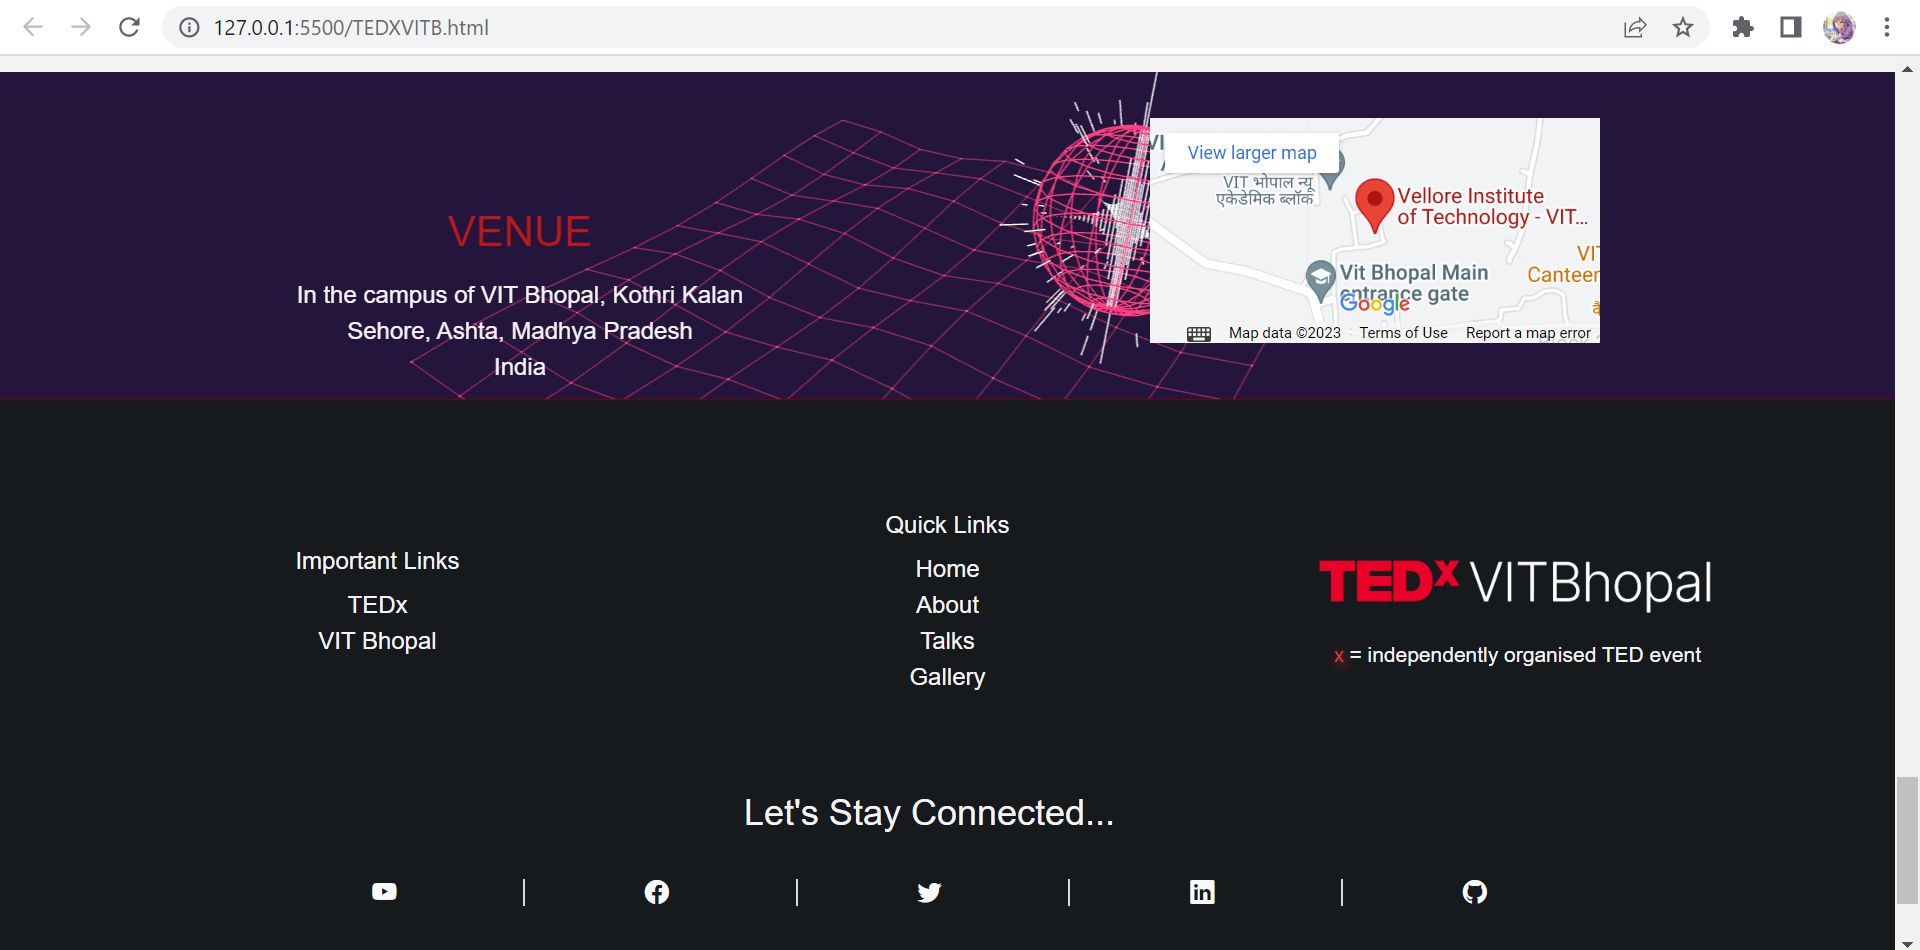 127.0.0.1:5500/TEDXVITB.html
VENUE
In the campus of VIT Bhopal, Kothri Kalan
Sehore, Ashta, Madhya Pradesh
India
View larger map
VIT भोपाल न्यू
एकेडेमिक ब्लॉक
Vellore Institute
of Technology - VIT...
Vit Bhopal Main
entrance gate
VIT
Canteen
Google
Map data ©2023 Terms of Use Report a map error
Important Links
TEDx
VIT Bhopal
Quick Links
Home
About
Talks
Gallery
TEDx VITBhopal
x = independently organised TED event
Let's Stay Connected...